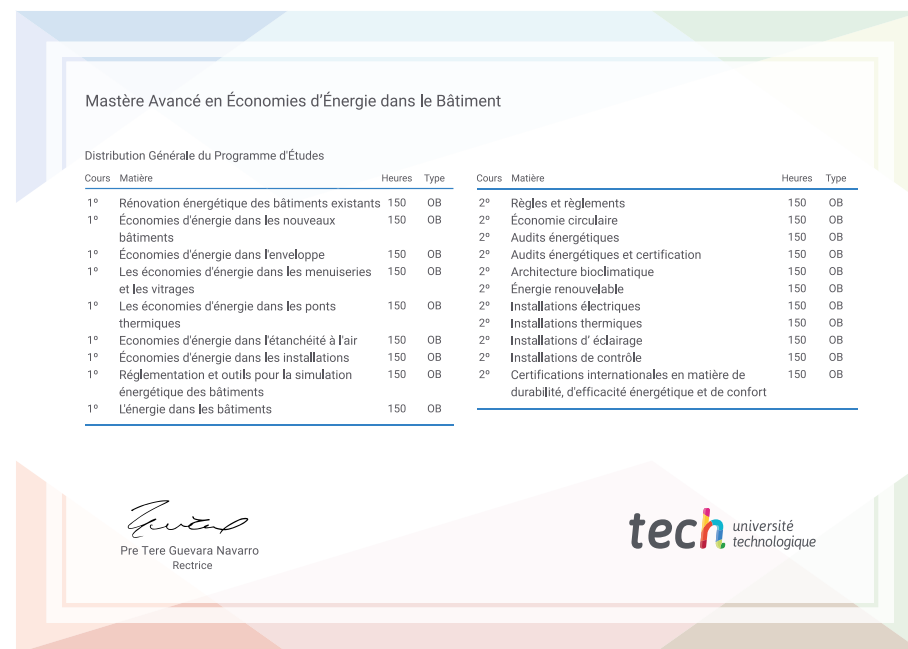 Mastère Avancé en Économies d'Énergie dans le Bâtiment
Distribution Générale du Programme d'Études
Cours Matière Heures Type
1º Rénovation énergétique des bâtiments existants 150 OB
1º Économies d'énergie dans les nouveaux 150 OB
bâtiments
1º Économies d'énergie dans l'enveloppe 150 OB
1º Les économies d'énergie dans les menuiseries 150 OB
et les vitrages
1º Les économies d'énergie dans les ponts 150 OB
thermiques
1º Economies d'énergie dans l'étanchéité à l'air 150 OB
1º Économies d'énergie dans les installations 150 OB
1º Réglementation et outils pour la simulation 150 OB
énergétique des bâtiments
1º L'énergie dans les bâtiments 150 OB
Cours Matière Heures Type
2º Règles et règlements 150 OB
2º Économie circulaire 150 OB
2º Audits énergétiques 150 OB
2º Audits énergétiques et certification 150 OB
2º Architecture bioclimatique 150 OB
2º Énergie renouvelable 150 OB
2º Installations électriques 150 OB
2º Installations thermiques 150 OB
2º Installations d' éclairage 150 OB
2º Installations de contrôle 150 OB
2º Certifications internationales en matière de 150 OB
durabilité, d'efficacité énergétique et de confort
Pre Tere Guevara Navarro
Rectrice
tech université
technologique